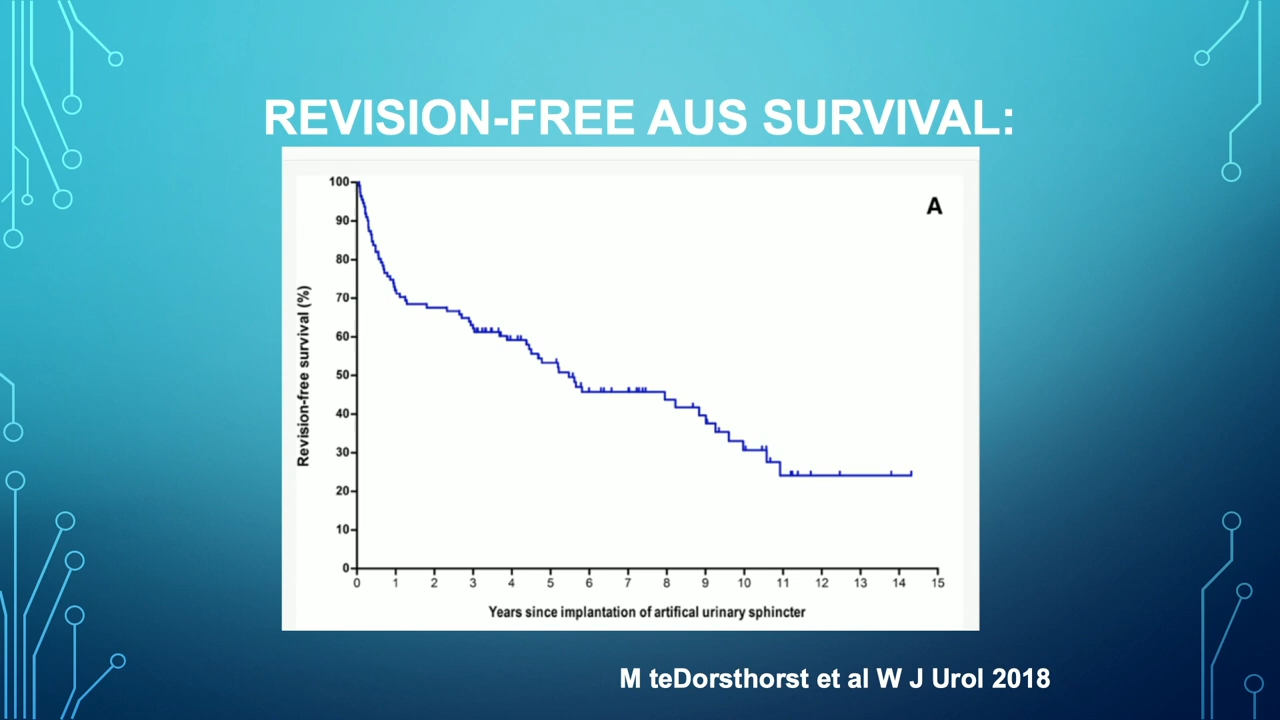 REVISION-FREE AUS SURVIVAL:
A
Revision-free survival (%)
100
90
80
70
60
50
40
30
20
10
0
0 1 2 3 4 5 6 7 8 9 10 11 12 13 14 15
Years since implantation of artifical urinary sphincter
M teDorsthorst et al W J Urol 2018